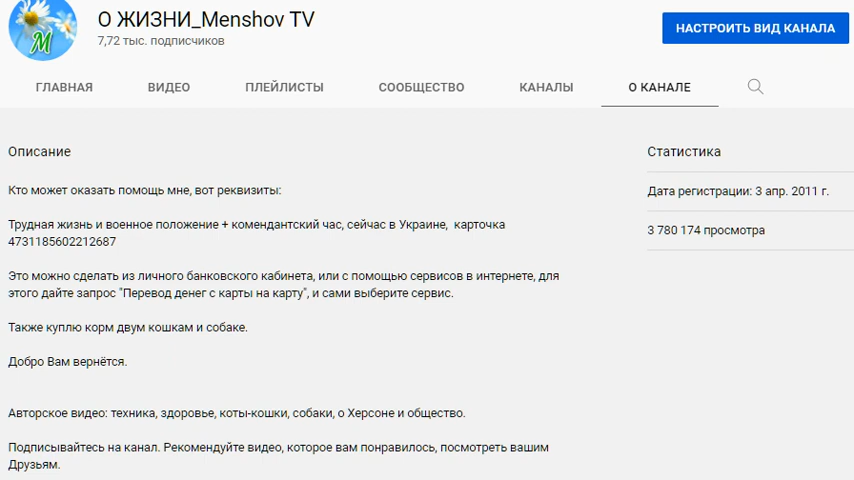 О ЖИЗНИ_Menshov TV
7,72 тыс. подписчиков
НАСТРОИТЬ ВИД КАНАЛА
ГЛАВНАЯ
ВИДЕО
ПЛЕЙЛИСТЫ
СООБЩЕСТВО
КАНАЛЫ
О КАНАЛЕ
Описание
Кто может оказать помощь мне, вот реквизиты:
Трудная жизнь и военное положение + комендантский час, сейчас в Украине, карточка
4731185602212687
Это можно сделать из личного банковского кабинета, или с помощью сервисов в интернете, для
этого дайте запрос "Перевод денег с карты на карту", и сами выберите сервис.
Также куплю корм двум кошкам и собаке.
Добро Вам вернётся.
Авторское видео: техника, здоровье, коты-кошки, собаки, о Херсоне и общество.
Подписывайтесь на канал. Рекомендуйте видео, которое вам понравилось, посмотреть вашим
Друзьям.
Статистика
Дата регистрации: 3 апр. 2011 г.
3 780 174 просмотра
M